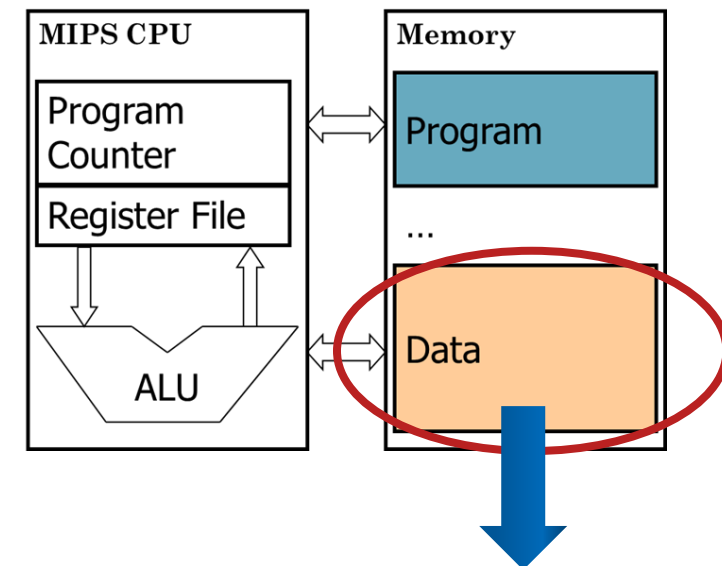 MIPS CPU
Program
Counter
Register File
ALU
Memory
Program
...
Data